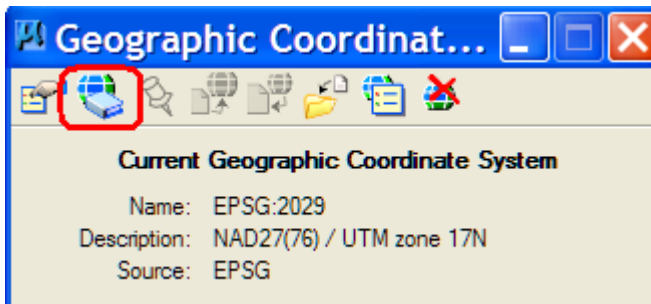 Geographic Coordinat...
Current Geographic Coordinate System
Name: EPSG:2029
Description: NAD27(76) / UTM zone 17N
Source: EPSG